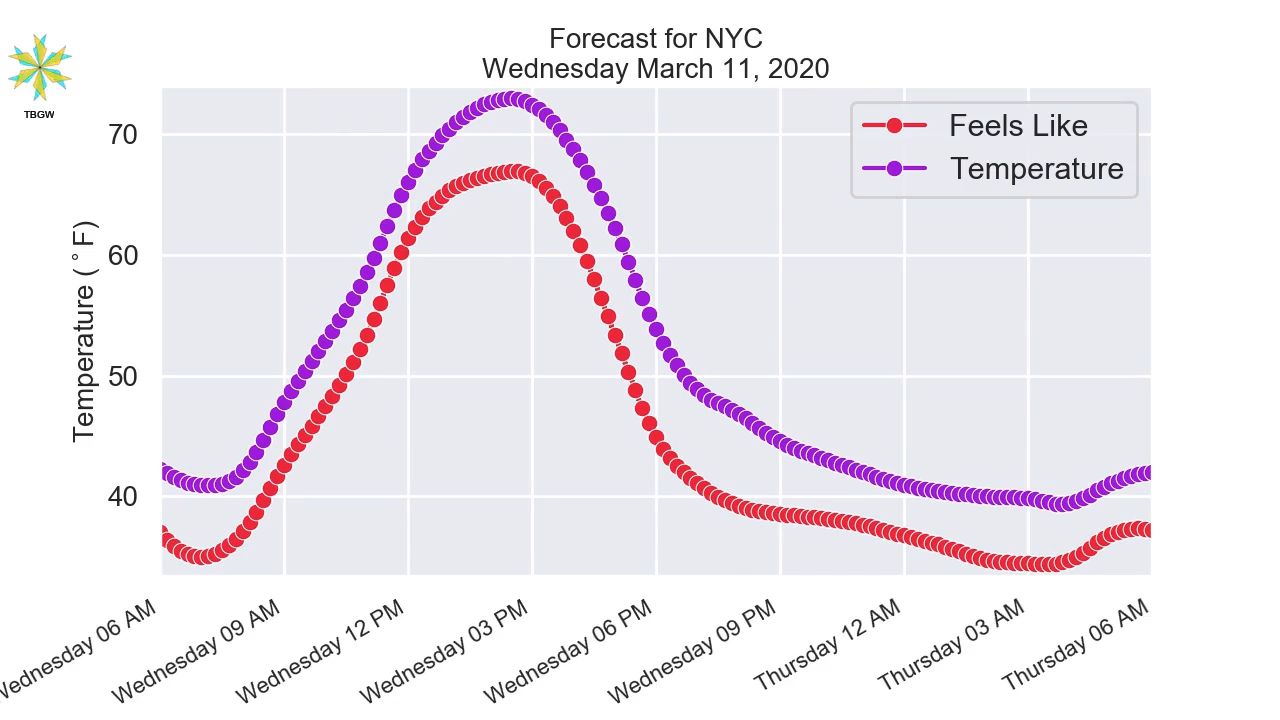 Forecast for NYC
Wednesday March 11, 2020
TBGW
Feels Like
Temperature
Temperature (°F)
70
60
50
40
Wednesday 06 AM
Wednesday 09 AM
Wednesday 12 PM
Wednesday 03 PM
Wednesday 06 PM
Wednesday 09 PM
Thursday 12 AM
Thursday 03 AM
Thursday 06 AM